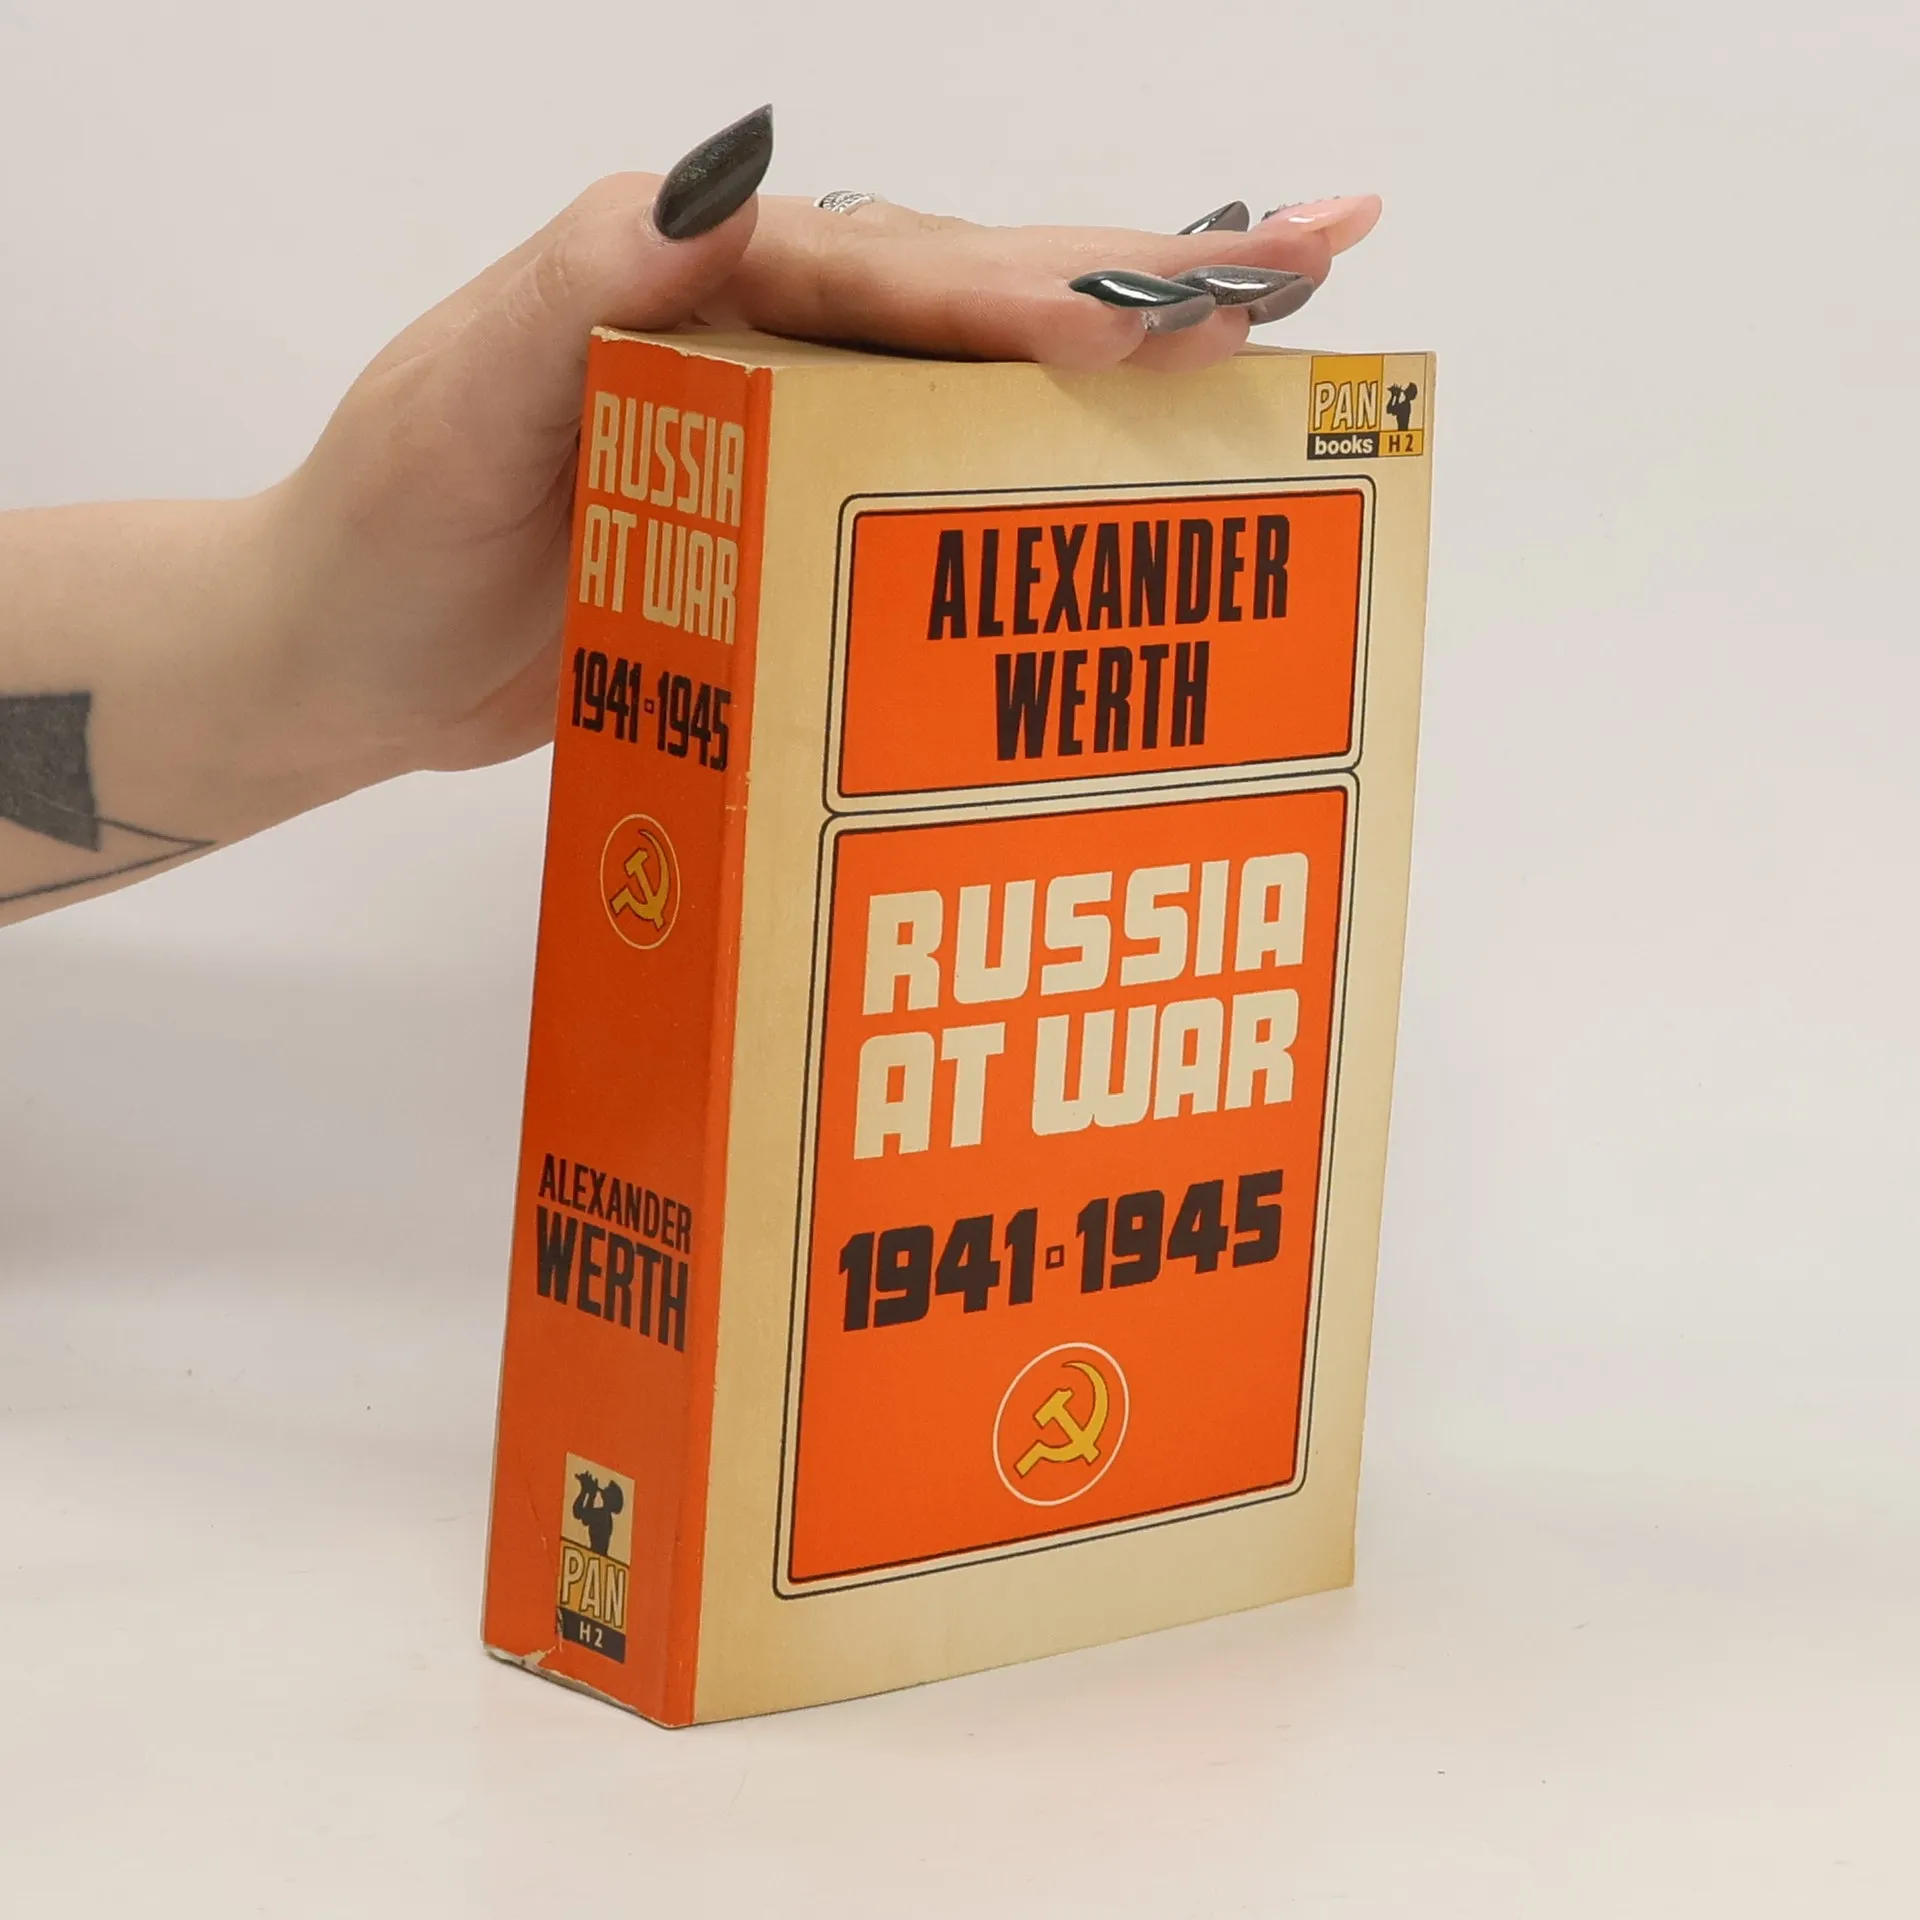 RUSSIA
AT WAR
1941·1945
ALEXANDER
WERTH
PAN
H2
PAN
books H2
ALEXANDER
WERTH
RUSSIA
AT WAR
1941·1945